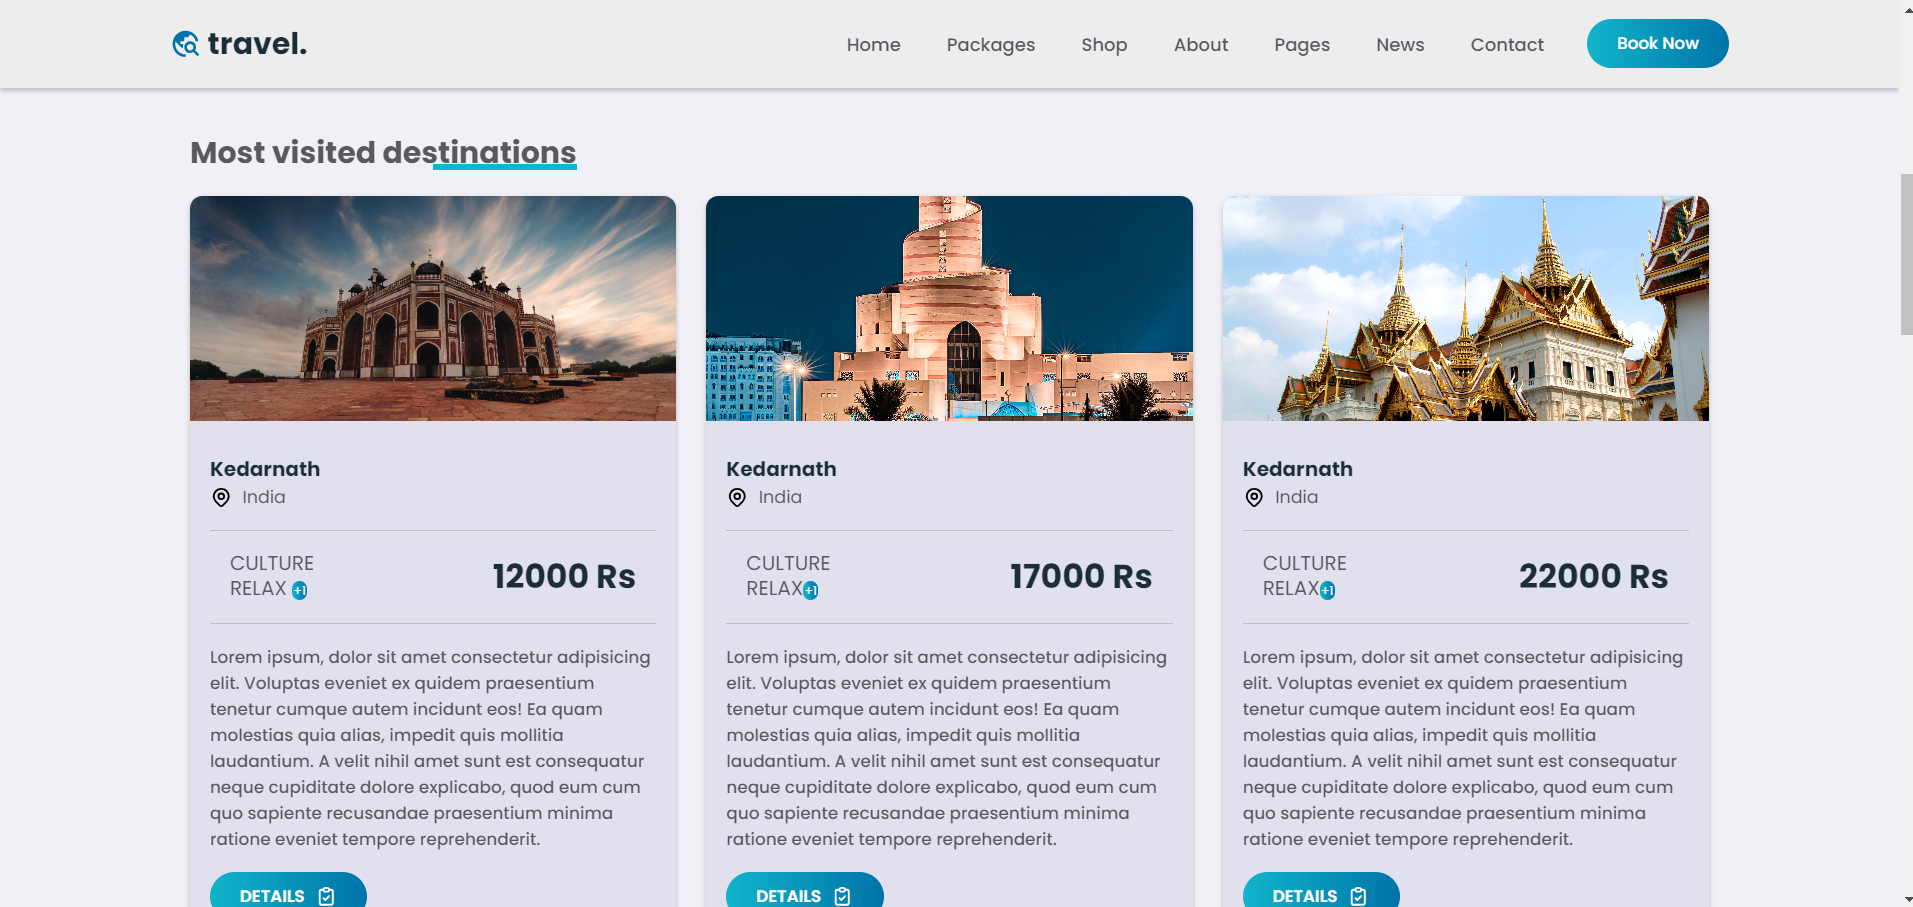 travel.
Home Packages Shop About Pages News Contact Book Now
Most visited destinations
Kedarnath
India
CULTURE
RELAX +1
12000 Rs
Lorem ipsum, dolor sit amet consectetur adipisicing
elit. Voluptas eveniet ex quidem praesentium
tenetur cumque autem incidunt eos! Ea quam
molestias quia alias, impedit quis mollitia
laudantium. A velit nihil amet sunt est consequatur
neque cupiditate dolore explicabo, quod eum cum
quo sapiente recusandae praesentium minima
ratione eveniet tempore reprehenderit.
DETAILS
Kedarnath
India
CULTURE
RELAX+1
17000 Rs
Lorem ipsum, dolor sit amet consectetur adipisicing
elit. Voluptas eveniet ex quidem praesentium
tenetur cumque autem incidunt eos! Ea quam
molestias quia alias, impedit quis mollitia
laudantium. A velit nihil amet sunt est consequatur
neque cupiditate dolore explicabo, quod eum cum
quo sapiente recusandae praesentium minima
ratione eveniet tempore reprehenderit.
DETAILS
Kedarnath
India
CULTURE
RELAX+1
22000 Rs
Lorem ipsum, dolor sit amet consectetur adipisicing
elit. Voluptas eveniet ex quidem praesentium
tenetur cumque autem incidunt eos! Ea quam
molestias quia alias, impedit quis mollitia
laudantium. A velit nihil amet sunt est consequatur
neque cupiditate dolore explicabo, quod eum cum
quo sapiente recusandae praesentium minima
ratione eveniet tempore reprehenderit.
DETAILS